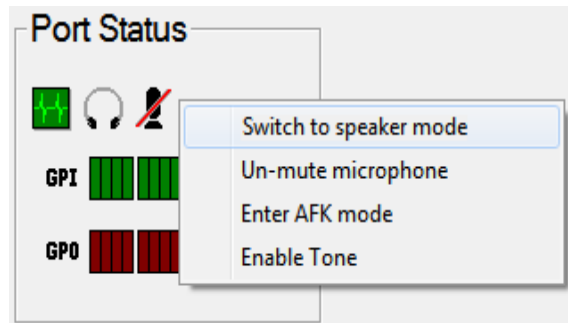 Port Status
Switch to speaker mode
Un-mute microphone
GPI
Enter AFK mode
GPO
Enable Tone